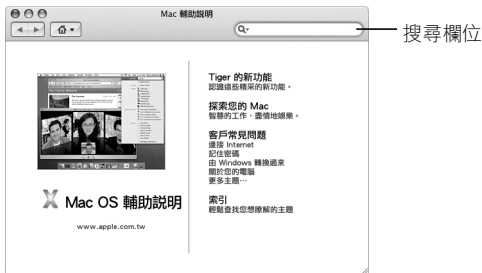 Mac 輔助說明
搜尋欄位
Tiger 的新功能
認識這些精采的新功能。
探索您的 Mac
智慧的工作，盡情地娛樂。
客戶常見問題
連接 Internet
記住密碼
由 Windows 轉換過來
關於您的電腦
更多主題…
索引
輕鬆查找您想瞭解的主題
Mac OS 輔助說明
www.apple.com.tw